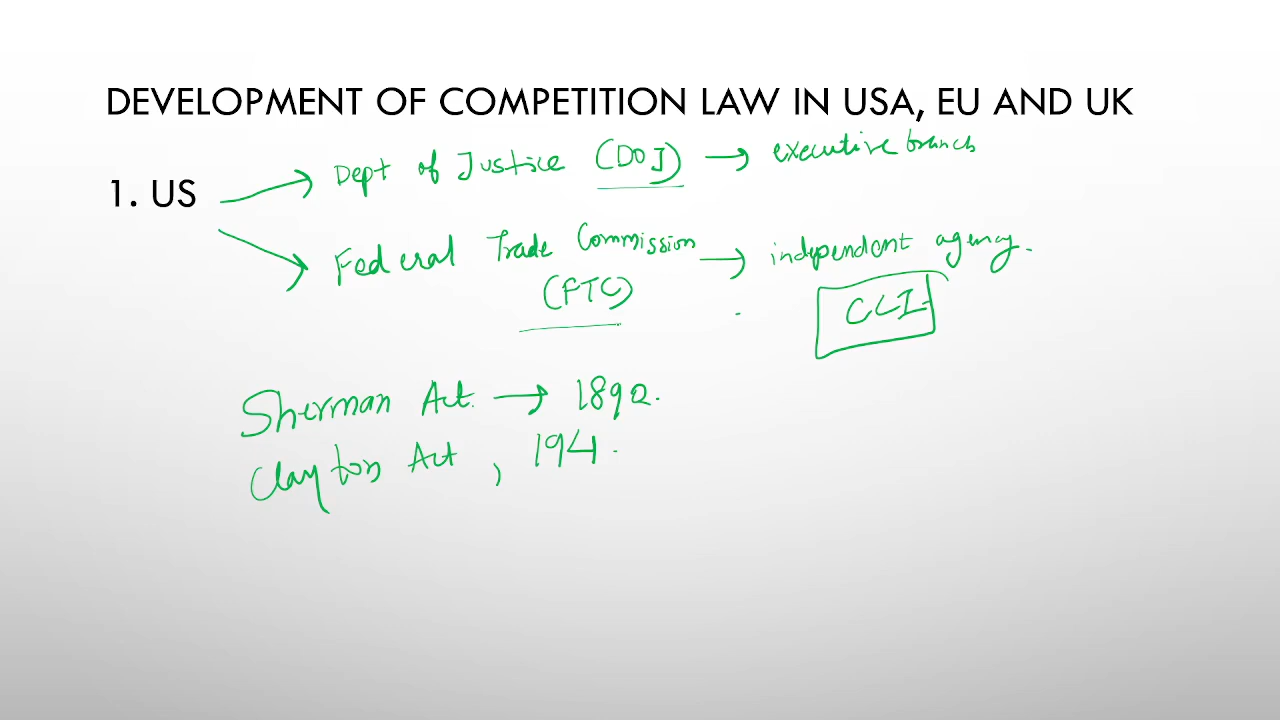 DEVELOPMENT OF COMPETITION LAW IN USA, EU AND UK
1. US
Dept of Justice (DOJ) → executive branch
Federal Trade Commission → independent agency.
(FTC)
CCI
Sherman Act. → 1890.
Clayton Act, 1914.